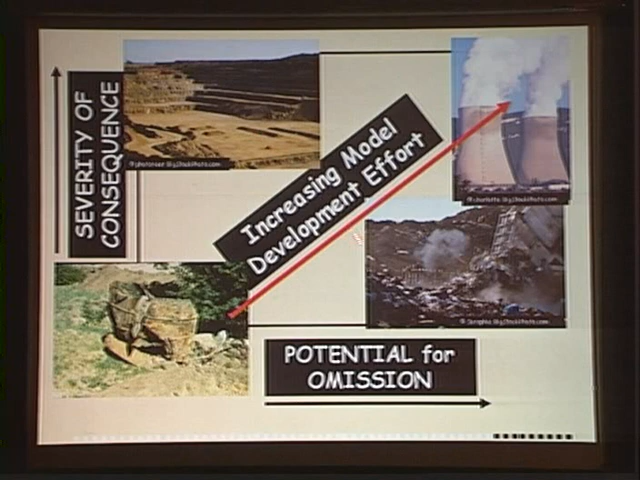 SEVERITY OF
CONSEQUENCE
Increasing Model
Development Effort
POTENTIAL for
OMISSION